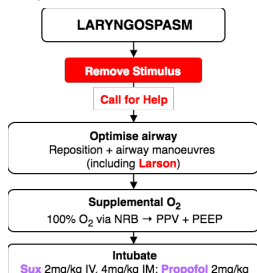 LARYNGOSPASM
Remove Stimulus
Call for Help
Optimise airway
Reposition + airway manoeuvres
(including Larson)
Supplemental O₂
100% O₂ via NRB → PPV + PEEP
Intubate
Sux 2mg/kg IV, 4mg/kg IM; Propofol 2mg/kg